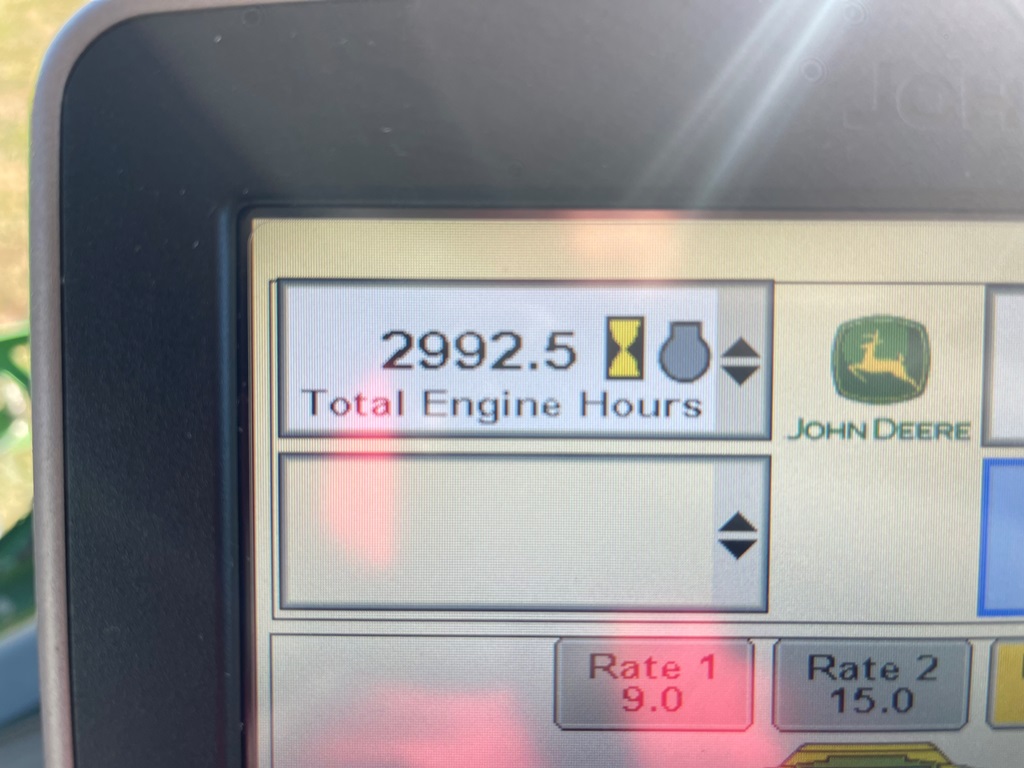 2992.5
Total Engine Hours
JOHN DEERE
Rate 1
9.0
Rate 2
15.0